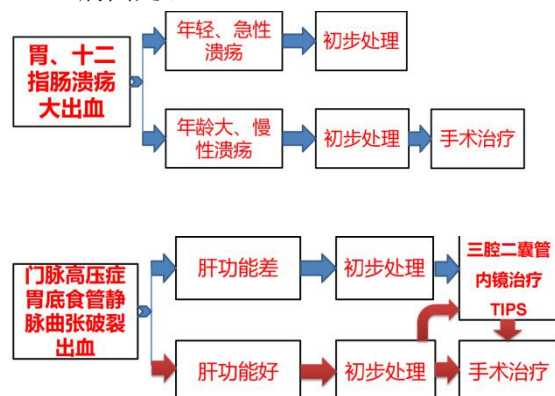 年轻、急性
溃疡
初步处理
胃、十二
指肠溃疡
大出血
年龄大、慢
性溃疡
初步处理
手术治疗
门脉高压症
胃底食管静
脉曲张破裂
出血
肝功能差
初步处理
三腔二囊管
内镜治疗
TIPS
肝功能好
初步处理
手术治疗